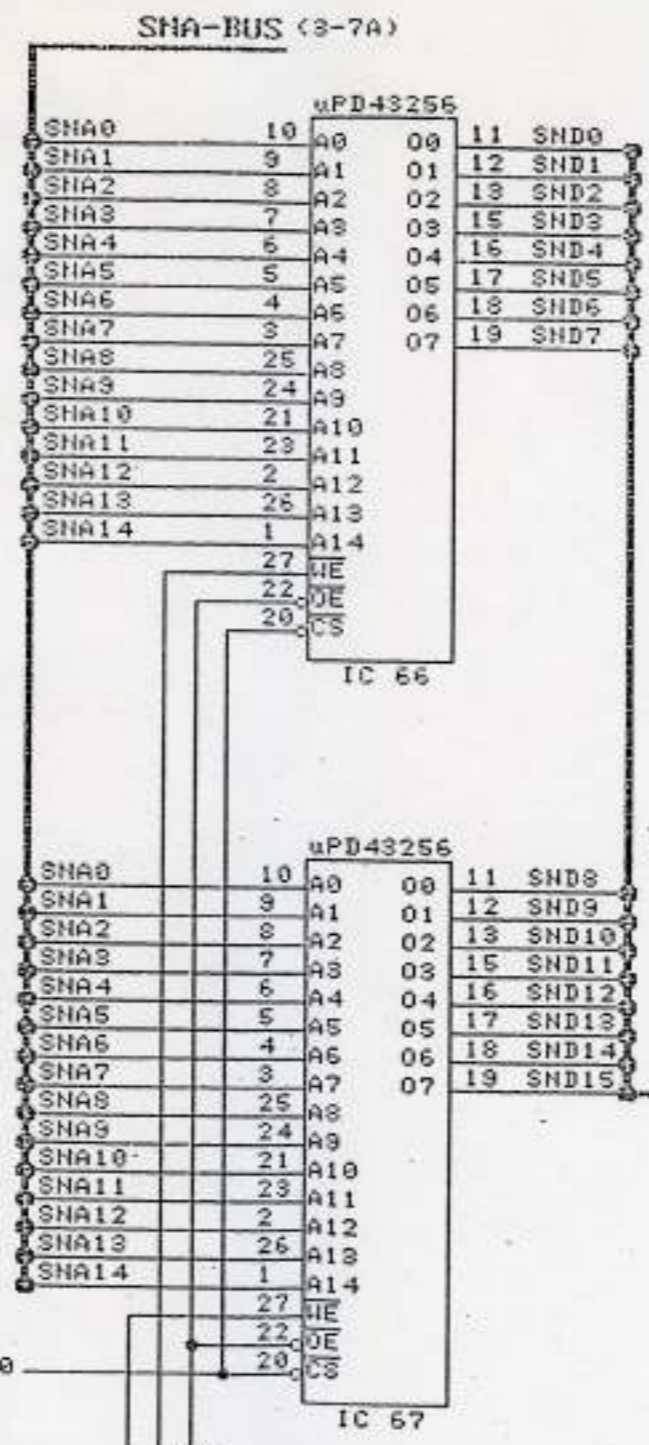 SNA-BUS (3-7A)
uPD43256
SNA0 10 A0 O0 11 SND0
SNA1 9 A1 O1 12 SND1
SNA2 8 A2 O2 13 SND2
SNA3 7 A3 O3 15 SND3
SNA4 6 A4 O4 16 SND4
SNA5 5 A5 O5 17 SND5
SNA6 4 A6 O6 18 SND6
SNA7 3 A7 O7 19 SND7
SNA8 25 A8
SNA9 24 A9
SNA10 21 A10
SNA11 23 A11
SNA12 2 A12
SNA13 26 A13
SNA14 1 A14
27 WE
22 OE
20 CS
IC 66
uPD43256
SNA0 10 A0 O0 11 SND8
SNA1 9 A1 O1 12 SND9
SNA2 8 A2 O2 13 SND10
SNA3 7 A3 O3 15 SND11
SNA4 6 A4 O4 16 SND12
SNA5 5 A5 O5 17 SND13
SNA6 4 A6 O6 18 SND14
SNA7 3 A7 O7 19 SND15
SNA8 25 A8
SNA9 24 A9
SNA10 21 A10
SNA11 23 A11
SNA12 2 A12
SNA13 26 A13
SNA14 1 A14
27 WE
22 OE
0 20 CS
IC 67